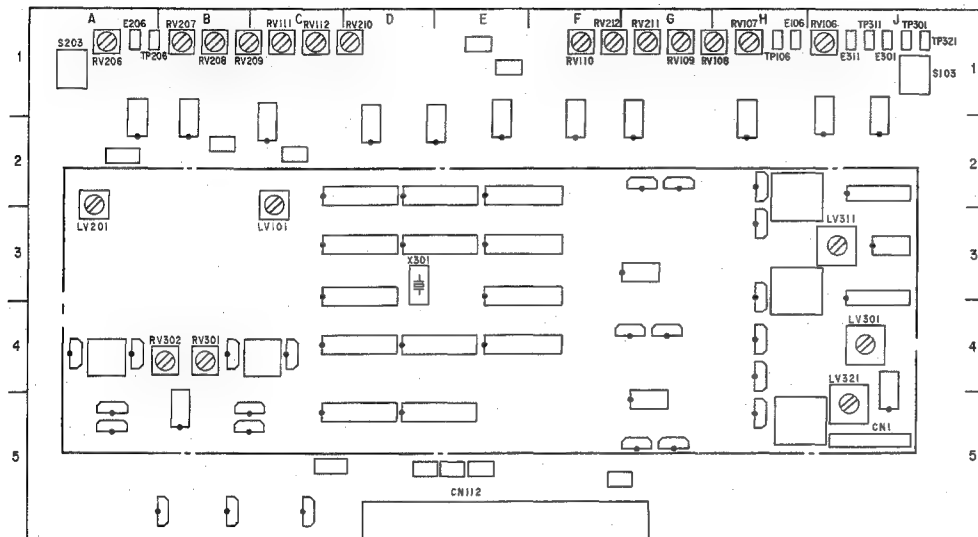 A B C D E F G H J
E206 RV207 RV111 RV112 RV210 RV212 RV211 RV107 E106 RV106 TP311 TP301
S203 TP321
1 1
RV206 TP206 RV208 RV209 RV110 RV109 RV108 TP106 E311 E301 S103
2 2
LV201 LV101 LV311
3 X301 3
LV301
4 RV302 RV301 4
LV321
CN1
5 5
CN112